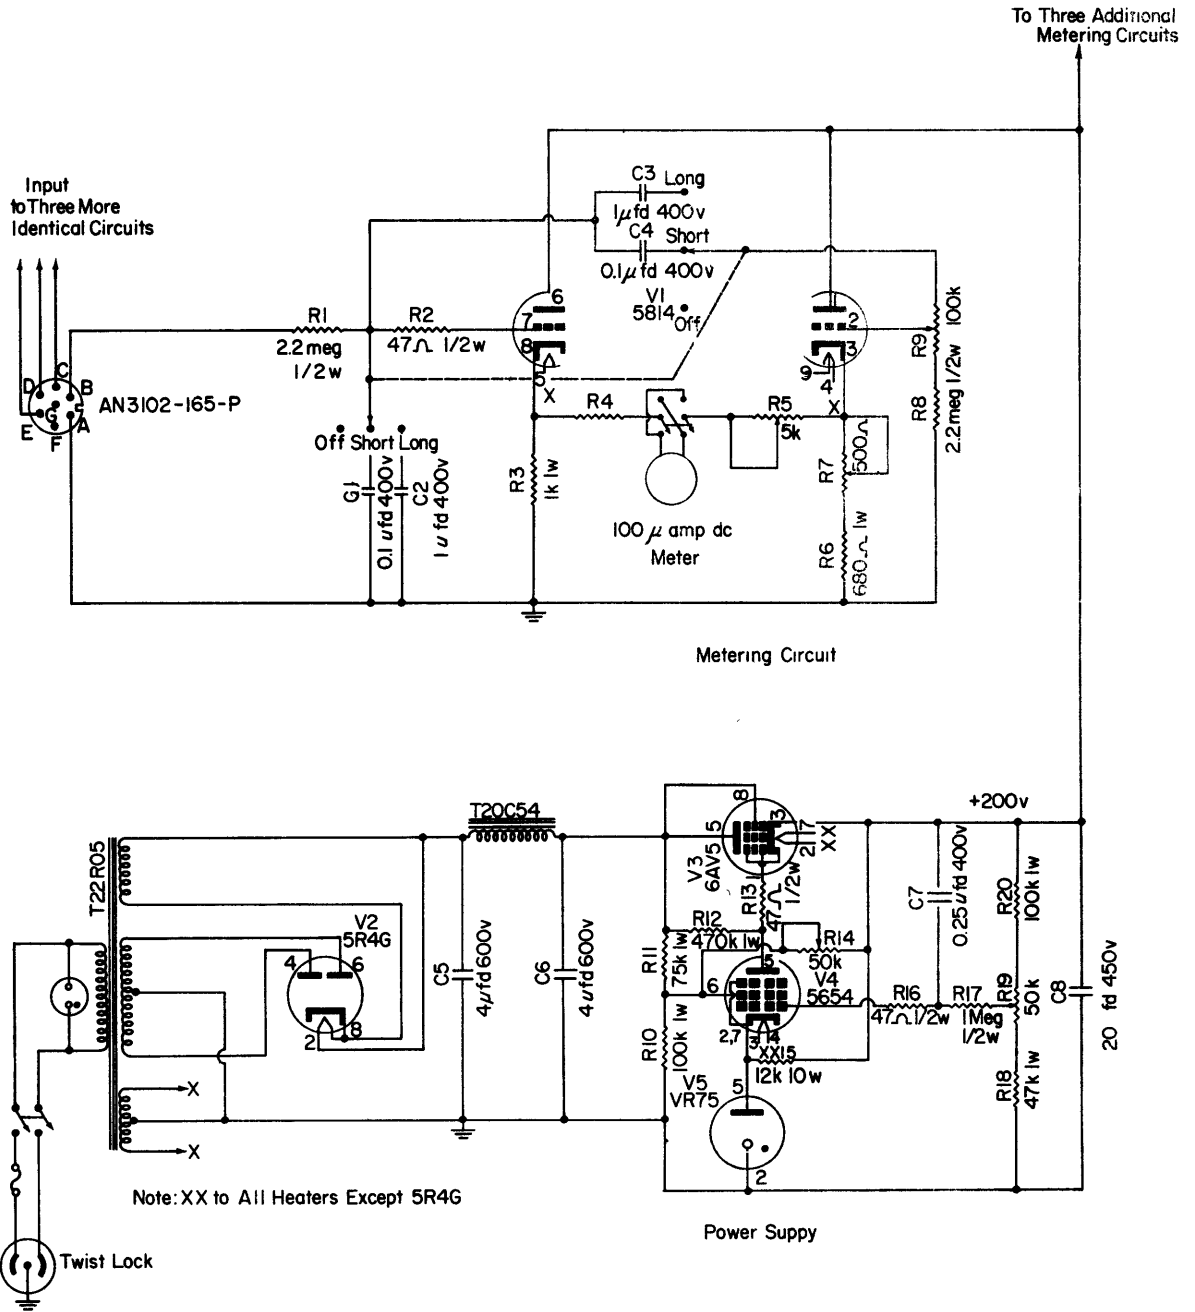 To Three Additional
Metering Circuits
Input
to Three More
Identical Circuits
C3 Long
1µfd 400v
C4 Short
0.1µfd 400v
V1
5814 Off
R1
2.2 meg
1/2w
R2
47Ω 1/2w
6
7
8
5
X
2
3
9
4
X
R9
100k
R8
2.2meg 1/2w
D
C
B
G
A
E
F
AN3102-165-P
R4
R5
5k
R7
500Ω
Off Short Long
G1
0.1 ufd 400v
C2
1 ufd 400v
R3
1k 1w
100 µ amp dc
Meter
R6
680Ω 1w
Metering Circuit
T20C54
T22R05
V2
5R4G
4
6
2
8
C5
4µfd 600v
C6
4ufd 600v
X
X
8
5
3
7
2
XX
1
V3
6AV5
R13
47Ω
1/2w
R12
470k 1w
R11
75k 1w
R14
50k
V4
5654
5
6
2,7
3
14
XX15
12k 10w
R10
100k 1w
V5
VR75
5
2
+200v
C7
0.25ufd 400v
R20
100k 1w
R16
47Ω 1/2w
R17
1Meg
1/2w
R19
50k
R18
47k 1w
C8
20 fd 450v
Note: XX to All Heaters Except 5R4G
Power Suppy
Twist Lock